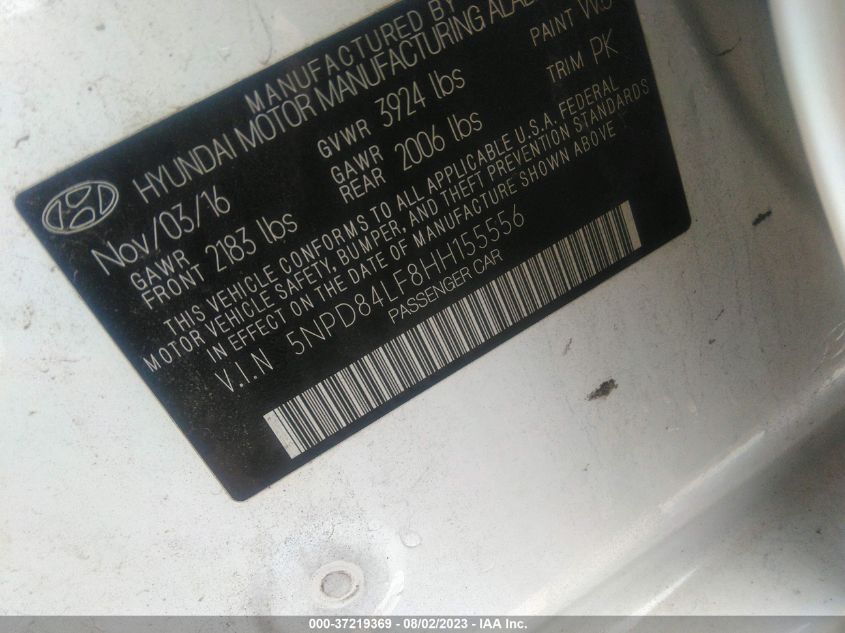 MANUFACTURED BY
HYUNDAI MOTOR MANUFACTURING
Nov/03/16
GVWR 3924 lbs
PAINT
GAWR FRONT 2183 lbs
GAWR REAR 2006 lbs
TRIM PK
THIS VEHICLE CONFORMS TO ALL APPLICABLE U.S.A. FEDERAL
MOTOR VEHICLE SAFETY, BUMPER, AND THEFT PREVENTION STANDARDS
IN EFFECT ON THE DATE OF MANUFACTURE SHOWN ABOVE
V.I.N 5NPD84LF8HH155556
PASSENGER CAR
000-37219369 - 08/02/2023 - IAA Inc.